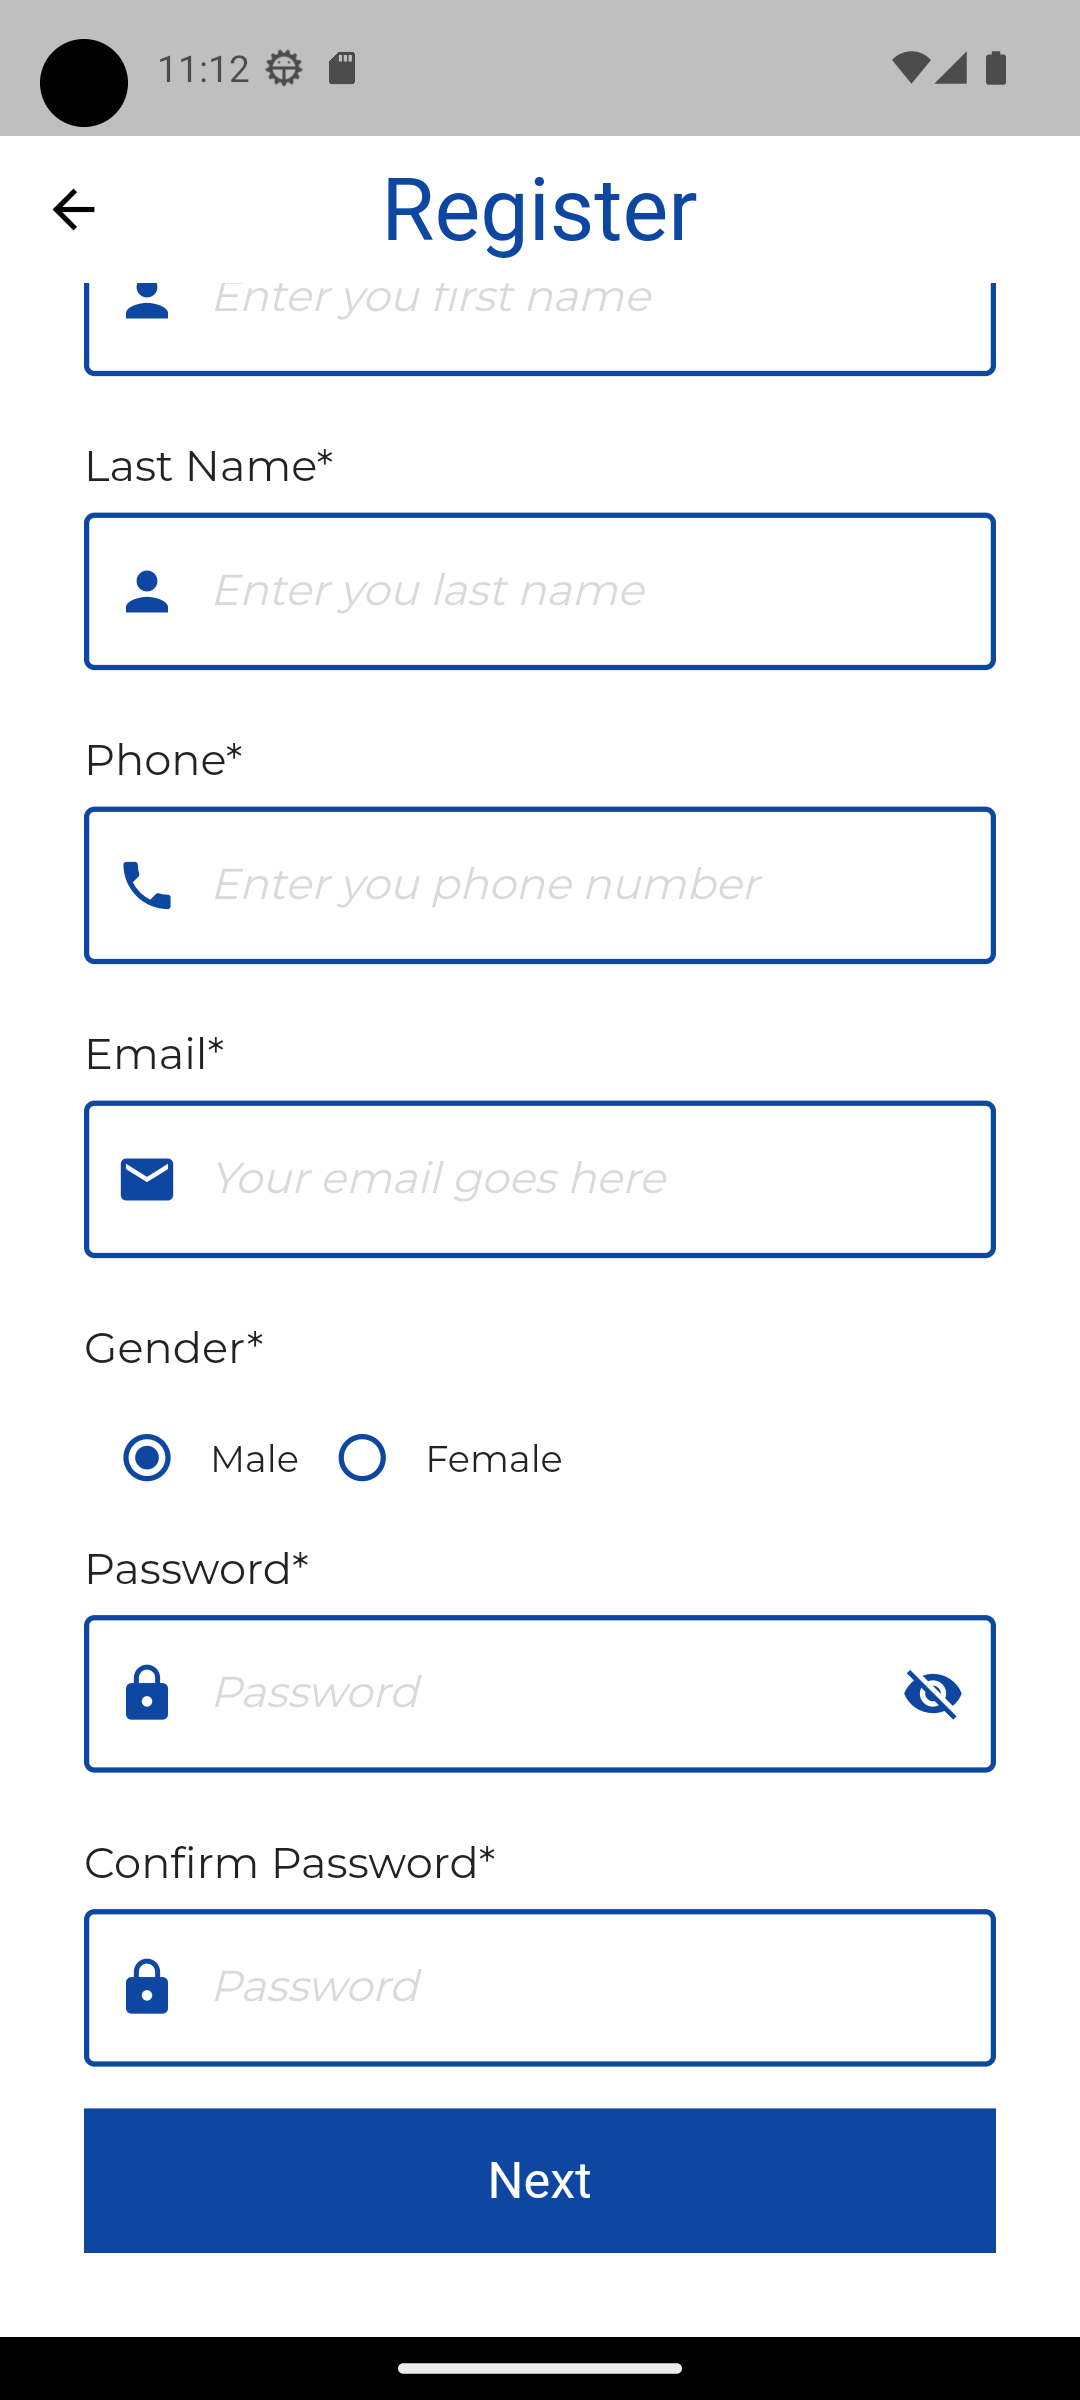 11:12
Register
Enter you first name
Last Name*
Enter you last name
Phone*
Enter you phone number
Email*
Your email goes here
Gender*
Male Female
Password*
Password
Confirm Password*
Password
Next